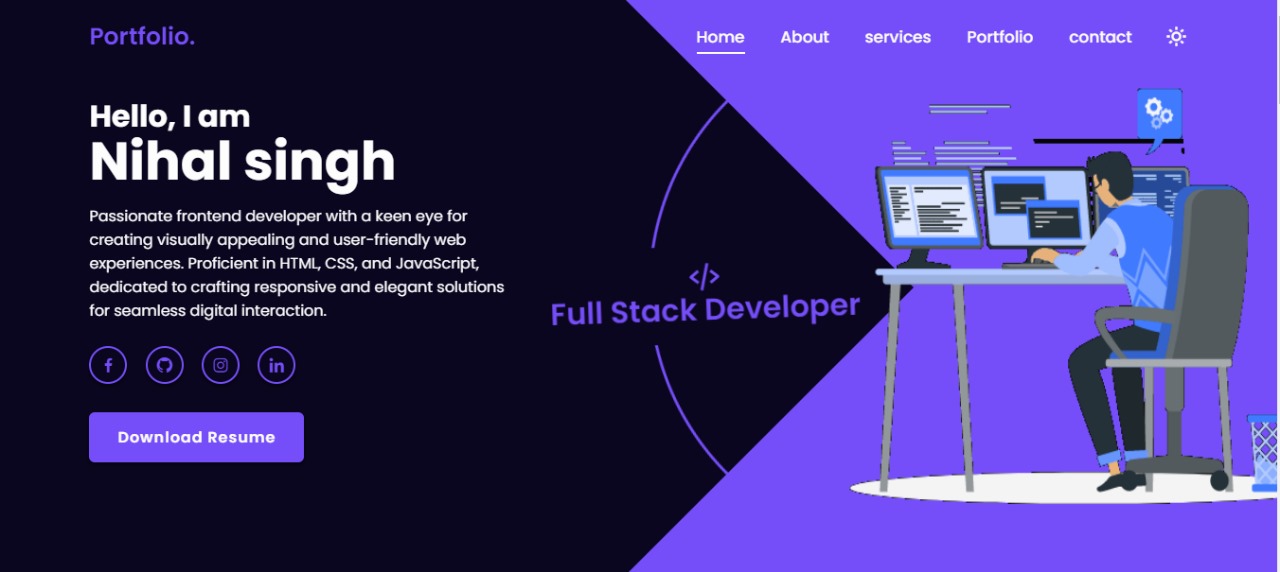 Portfolio.
Home About services Portfolio contact
Hello, I am
Nihal singh
Passionate frontend developer with a keen eye for
creating visually appealing and user-friendly web
experiences. Proficient in HTML, CSS, and JavaScript,
dedicated to crafting responsive and elegant solutions
for seamless digital interaction.
</>
Full Stack Developer
Download Resume